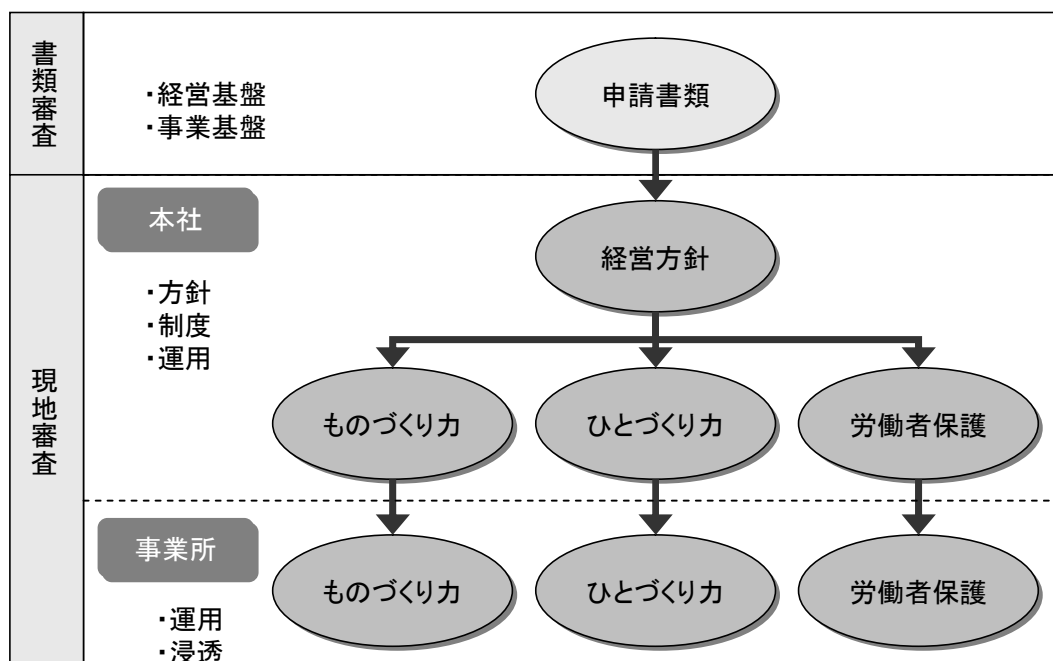 書類審査
・経営基盤
・事業基盤
申請書類
現地審査
本社
・方針
・制度
・運用
経営方針
ものづくり力
ひとづくり力
労働者保護
事業所
・運用
・浸透
ものづくり力
ひとづくり力
労働者保護